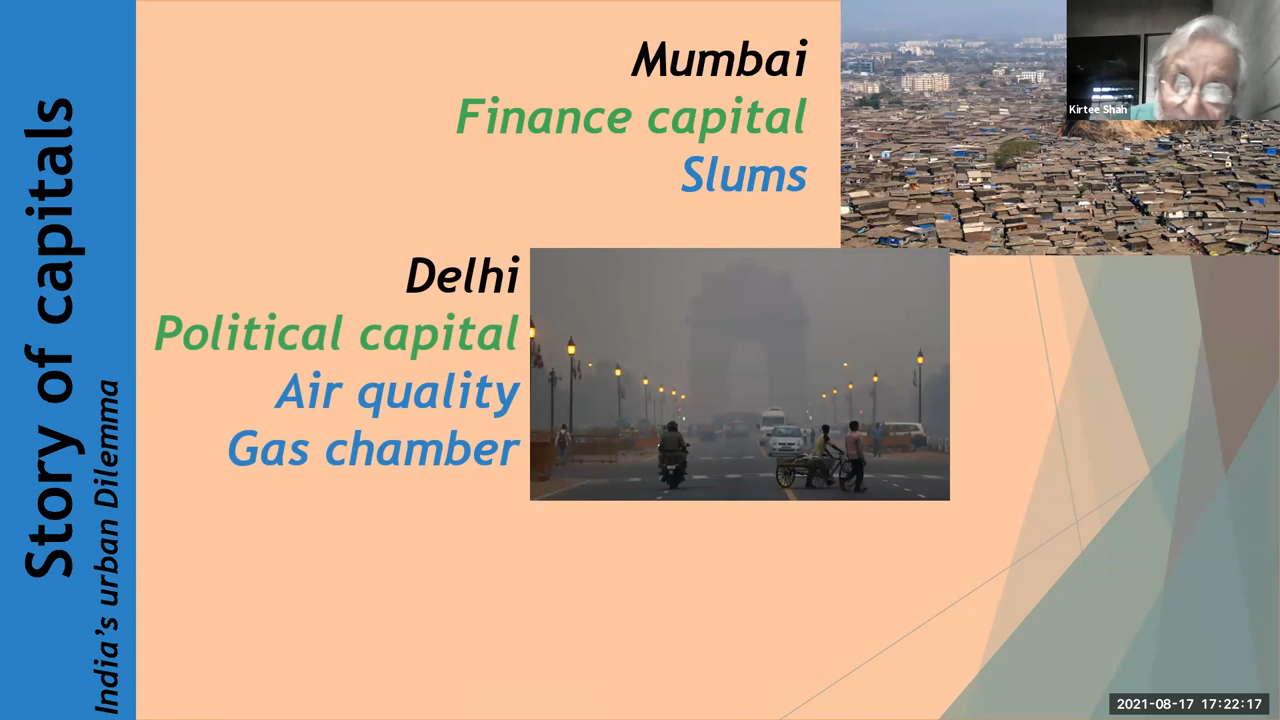 Story of capitals
India's urban Dilemma
Mumbai
Finance capital
Slums
Delhi
Political capital
Air quality
Gas chamber
Kirtee Shah
2021-08-17 17:22:17